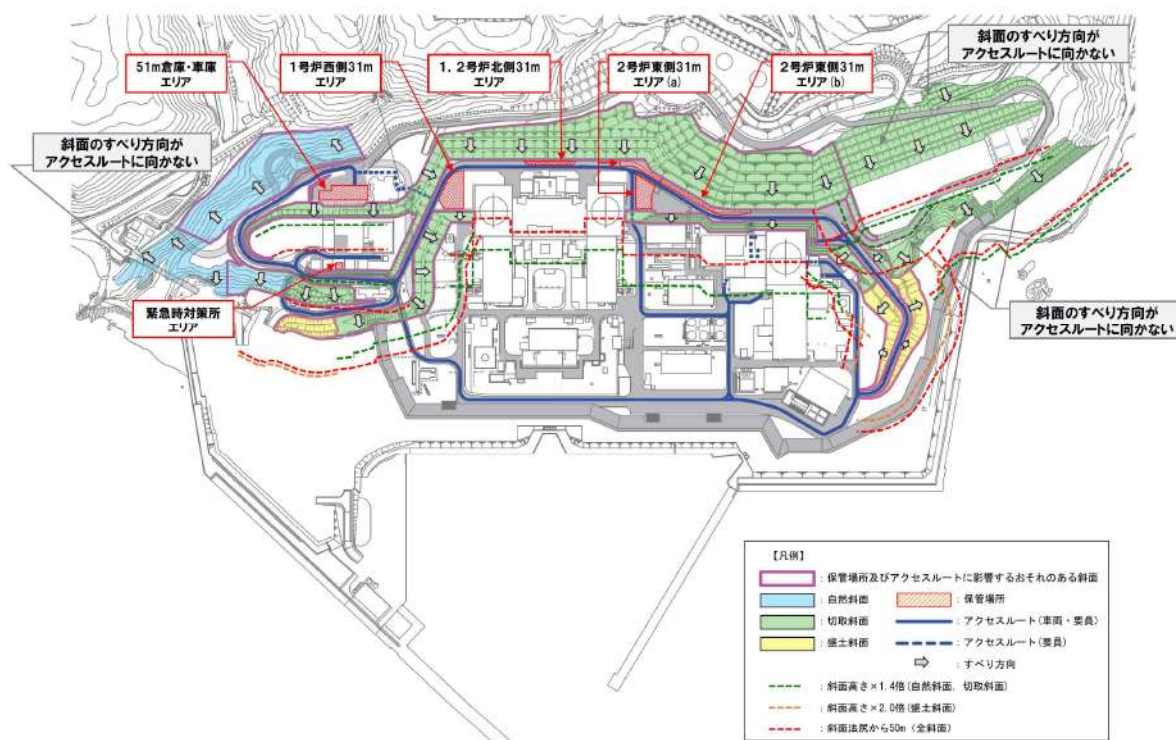 斜面のすべり方向が
アクセスルートに向かない
51m倉庫・車庫
エリア
1号炉西側31m
エリア
1,2号炉北側31m
エリア
2号炉東側31m
エリア(a)
2号炉東側31m
エリア(b)
斜面のすべり方向が
アクセスルートに向かない
緊急時対策所
エリア
斜面のすべり方向が
アクセスルートに向かない
【凡例】
:保管場所及びアクセスルートに影響するおそれのある斜面
:自然斜面
:保管場所
:切取斜面
:アクセスルート(車両・要員)
:盛土斜面
:アクセスルート(要員)
:すべり方向
:斜面高さ×1.4倍(自然斜面,切取斜面)
:斜面高さ×2.0倍(盛土斜面)
:斜面法尻から50m(全斜面)